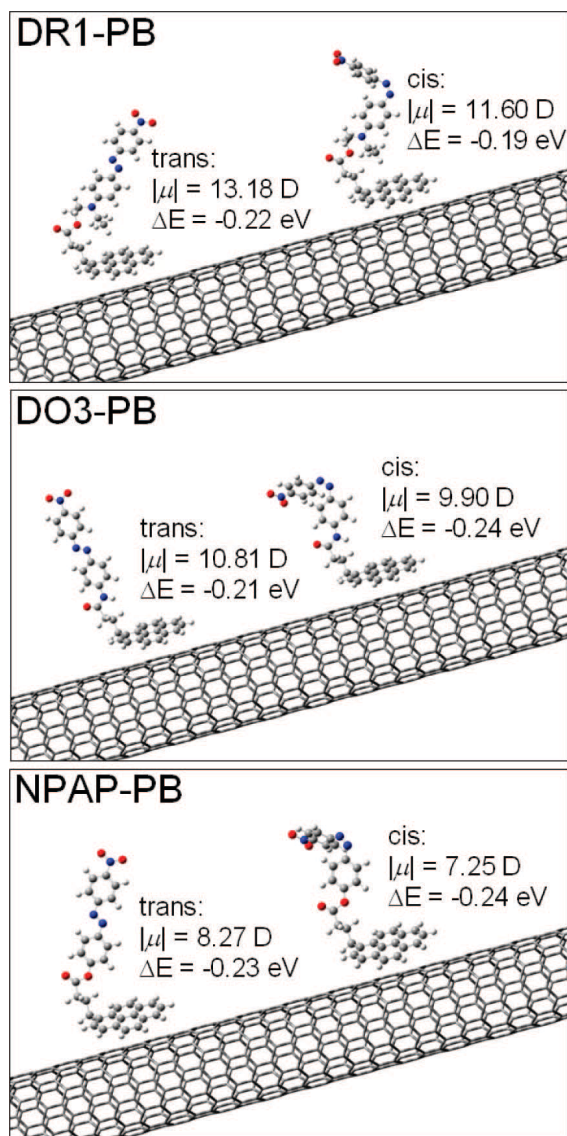 DR1-PB
trans:
|μ| = 13.18 D
ΔE = -0.22 eV
cis:
|μ| = 11.60 D
ΔE = -0.19 eV
DO3-PB
trans:
|μ| = 10.81 D
ΔE = -0.21 eV
cis:
|μ| = 9.90 D
ΔE = -0.24 eV
NPAP-PB
trans:
|μ| = 8.27 D
ΔE = -0.23 eV
cis:
|μ| = 7.25 D
ΔE = -0.24 eV